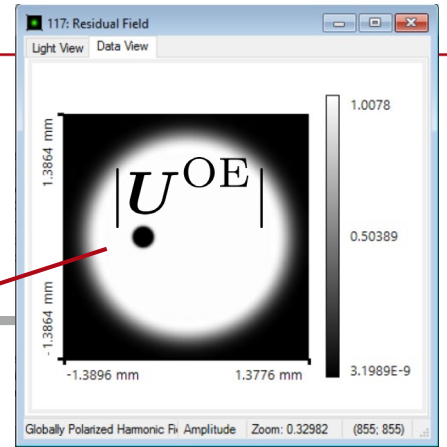 117: Residual Field
Light View Data View
1.3864 mm
-1.3864 mm
|U^OE|
1.0078
0.50389
3.1989E-9
-1.3896 mm 1.3776 mm
Globally Polarized Harmonic Fi Amplitude Zoom: 0.32982 (855; 855)